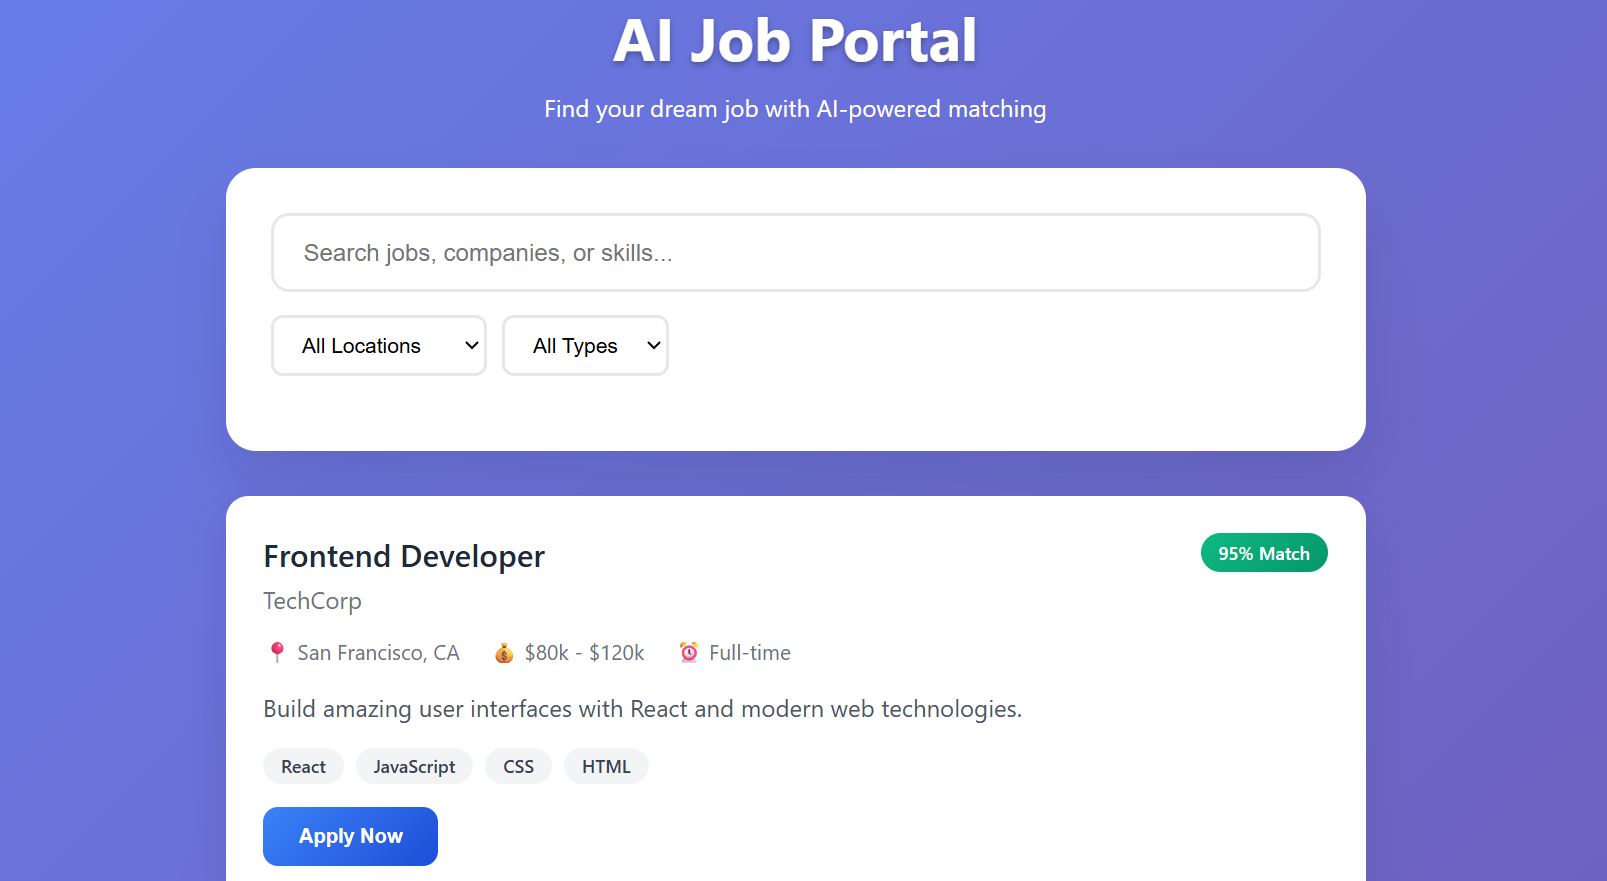 AI Job Portal
Find your dream job with AI-powered matching
Search jobs, companies, or skills...
All Locations All Types
Frontend Developer 95% Match
TechCorp
San Francisco, CA $80k - $120k Full-time
Build amazing user interfaces with React and modern web technologies.
React JavaScript CSS HTML
Apply Now